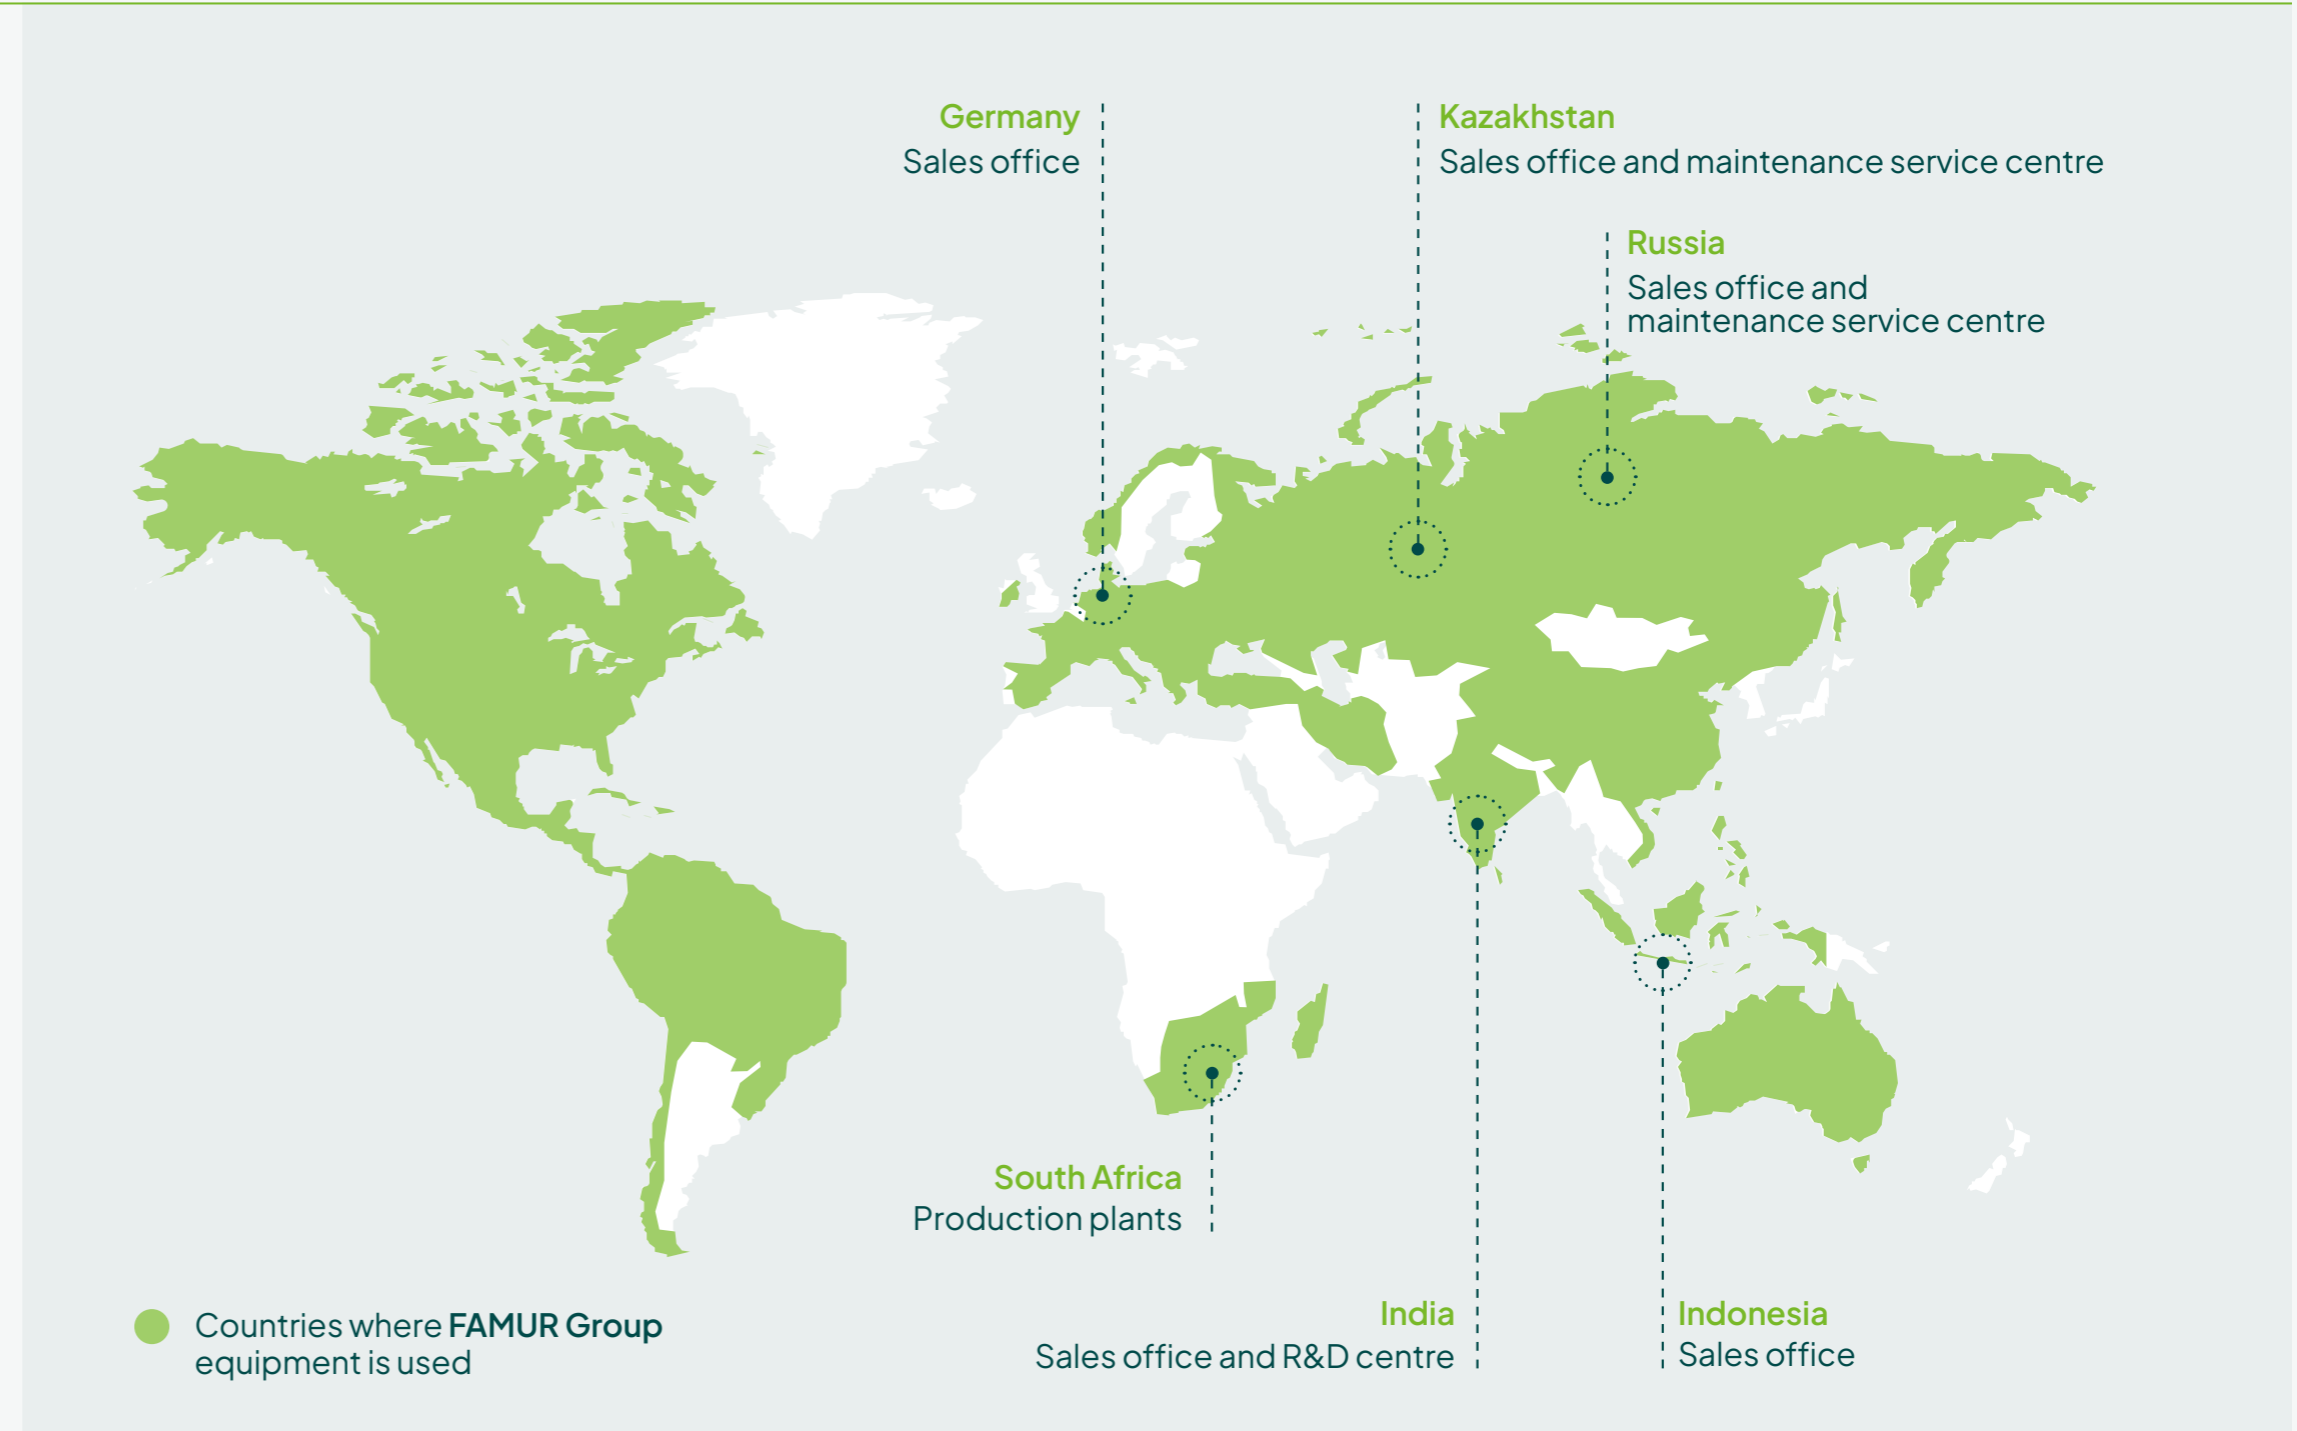 Germany
Sales office
Kazakhstan
Sales office and maintenance service centre
Russia
Sales office and
maintenance service centre
South Africa
Production plants
India
Sales office and R&D centre
Indonesia
Sales office
Countries where FAMUR Group
equipment is used